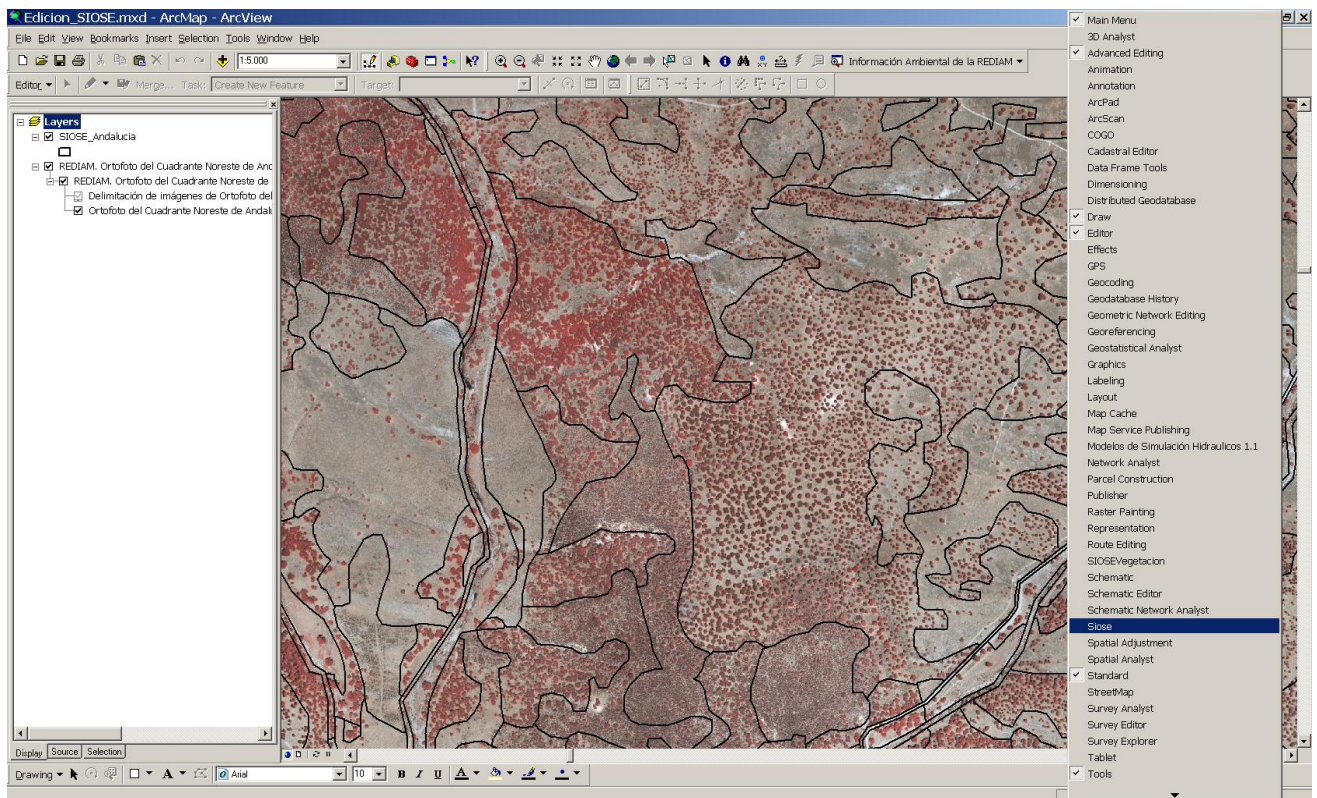 Edicion_SIOSE.mxd - ArcMap - ArcView
File Edit View Bookmarks Insert Selection Tools Window Help
1:5.000
Información Ambiental de la REDIAM
Editor Merge... Task: Create New Feature Target:
Layers
SIOSE_Andalucia
REDIAM. Ortofoto del Cuadrante Noreste de Anc
REDIAM. Ortofoto del Cuadrante Noreste de
Delimitación de imágenes de Ortofoto del
Ortofoto del Cuadrante Noreste de Andalu
Display Source Selection
Drawing A Arial 10 B I U A
Main Menu
3D Analyst
Advanced Editing
Animation
Annotation
ArcPad
ArcScan
COGO
Cadastral Editor
Data Frame Tools
Dimensioning
Distributed Geodatabase
Draw
Editor
Effects
GPS
Geocoding
Geodatabase History
Geometric Network Editing
Georeferencing
Geostatistical Analyst
Graphics
Labeling
Layout
Map Cache
Map Service Publishing
Modelos de Simulación Hidraulicos 1.1
Network Analyst
Parcel Construction
Publisher
Raster Painting
Representation
Route Editing
SIOSEVegetacion
Schematic
Schematic Editor
Schematic Network Analyst
Siose
Spatial Adjustment
Spatial Analyst
Standard
StreetMap
Survey Analyst
Survey Editor
Survey Explorer
Tablet
Tools